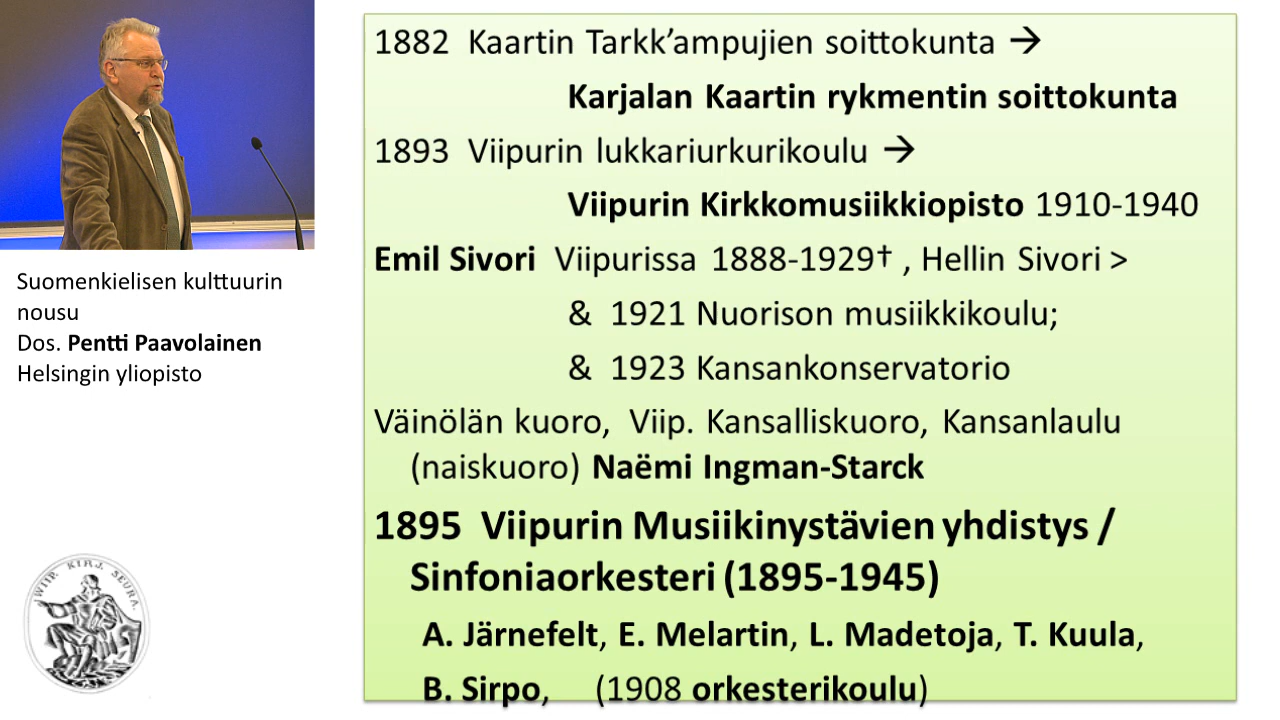 Suomenkielisen kulttuurin
nousu
Dos. Pentti Paavolainen
Helsingin yliopisto
WIIP. KIRJ. SEURA.
1882 Kaartin Tarkk’ampujien soittokunta →
Karjalan Kaartin rykmentin soittokunta
1893 Viipurin lukkariurkurikoulu →
Viipurin Kirkkomusiikkiopisto 1910-1940
Emil Sivori Viipurissa 1888-1929† , Hellin Sivori >
& 1921 Nuorison musiikkikoulu;
& 1923 Kansankonservatorio
Väinölän kuoro, Viip. Kansalliskuoro, Kansanlaulu
(naiskuoro) Naëmi Ingman-Starck
1895 Viipurin Musiikinystävien yhdistys /
Sinfoniaorkesteri (1895-1945)
A. Järnefelt, E. Melartin, L. Madetoja, T. Kuula,
B. Sirpo, (1908 orkesterikoulu)